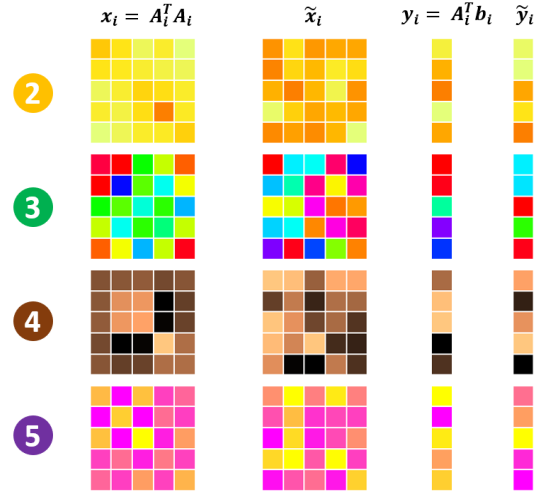 x_i = A_i^T A_i    x̃_i    y_i = A_i^T b_i    ỹ_i
2
3
4
5